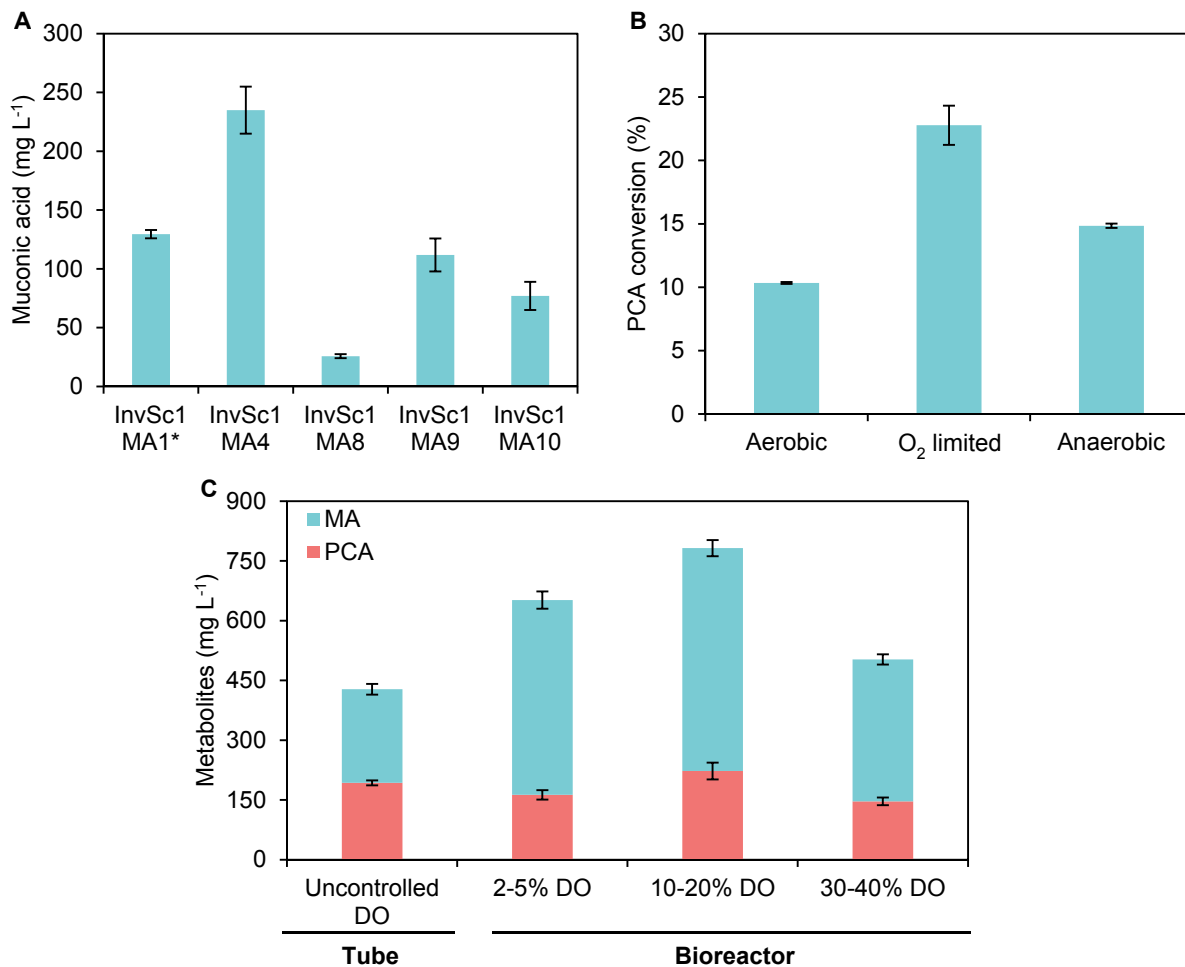 A
Muconic acid (mg L⁻¹)
300
250
200
150
100
50
0
InvSc1 InvSc1 InvSc1 InvSc1 InvSc1
MA1* MA4 MA8 MA9 MA10
B
PCA conversion (%)
30
25
20
15
10
5
0
Aerobic O₂ limited Anaerobic
C
Metabolites (mg L⁻¹)
900
750
600
450
300
150
0
MA
PCA
Uncontrolled 2-5% DO 10-20% DO 30-40% DO
DO
Tube Bioreactor